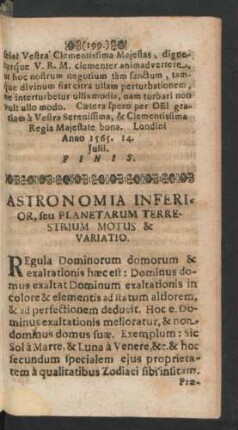 (199.)
Vestra Clementissima Majestas, digne-
V. R. M. clementer animadvertere,
ut hoc nostrum negotium tam sanctum, tam-
que divinum fiat citra ullam perturbationem,
ne interturbetur ullis modis, nam turbari non
vult ullo modo. Cætera spero per DEI gra-
tiam à Vestra Serenissima, & Clementissima
Regia Majestate bona. Londini
Anno 1565. 14.
Julii.
FINIS.
ASTRONOMIA INFERI-
OR, seu PLANETARUM TERRE-
STRIUM MOTUS &
VARIATIO.
Regula Dominorum domorum &
exaltationis hæc est: Dominus do-
mus exaltat Dominum exaltationis in
colore & elementis ad statum altiorem,
& ad perfectionem deducit. Hoc e. Do-
minus exaltationis melioratur, & non
dominus domus suæ. Exemplum: sic
Sol à Marte, & Luna à Venere, &c. & hoc
secundum specialem ejus proprieta-
tem à qualitatibus Zodiaci sibi insitam.
Præ-